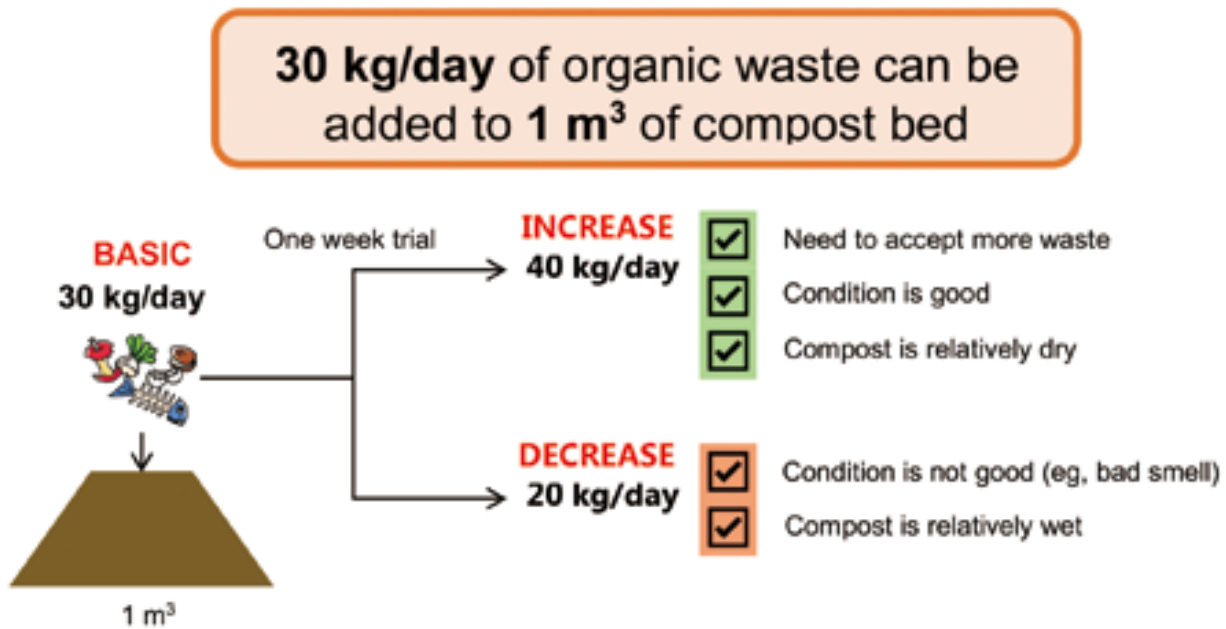 30 kg/day of organic waste can be
added to 1 m³ of compost bed
BASIC
30 kg/day
1 m³
One week trial
INCREASE
40 kg/day
Need to accept more waste
Condition is good
Compost is relatively dry
DECREASE
20 kg/day
Condition is not good (eg, bad smell)
Compost is relatively wet